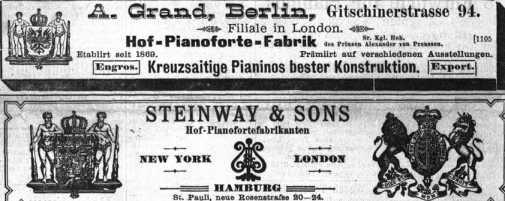 A. Grand, Berlin, Gitschinerstrasse 94.
Filiale in London.
Hof-Pianoforte-Fabrik Sr. Kgl. Hoh. des Prinzen Alexander von Preussen. [1105
Etablirt seit 1869. Prämiirt auf verschiedenen Ausstellungen.
Engros. Kreuzsaitige Pianinos bester Konstruktion. Export.
STEINWAY & SONS
Hof-Pianofortefabrikanten
NEW YORK LONDON
HAMBURG
St. Pauli, neue Rosenstraße 20—24.